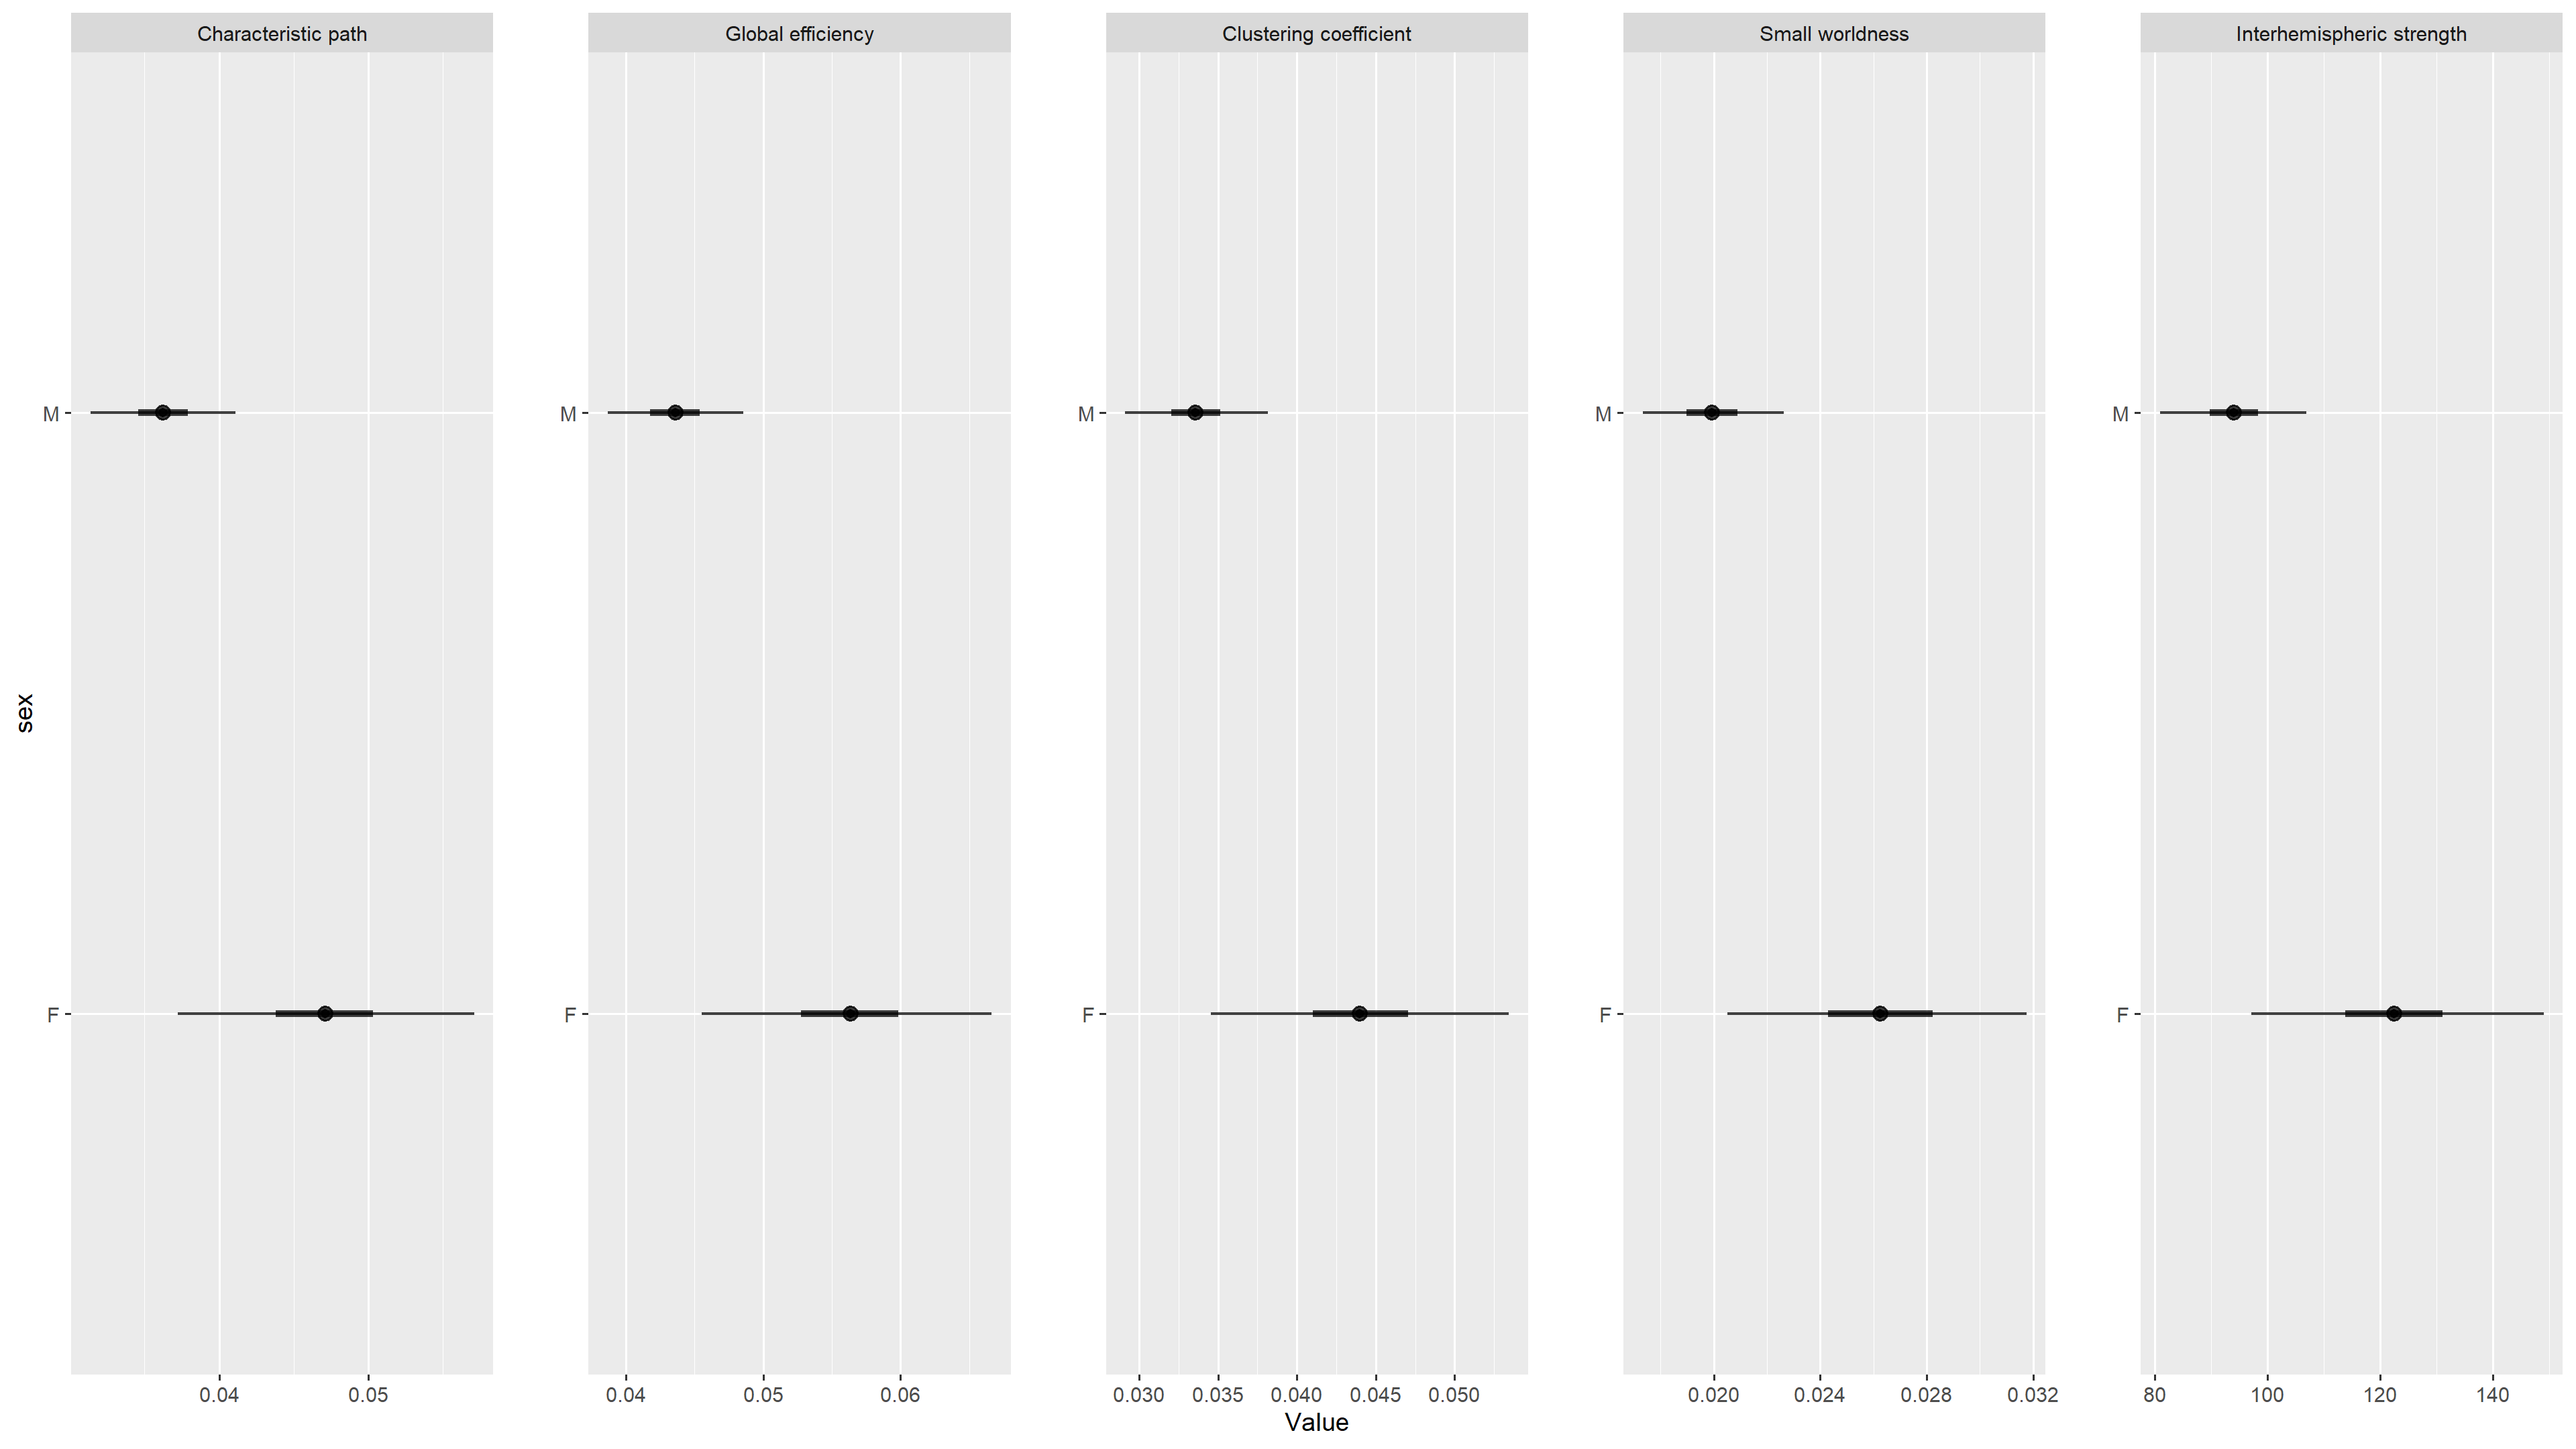 Characteristic path
Global efficiency
Clustering coefficient
Small worldness
Interhemispheric strength
M
M
M
M
M
sex
F
F
F
F
F
0.04 0.05
0.04 0.05 0.06
0.030 0.035 0.040 0.045 0.050
0.020 0.024 0.028 0.032
80 100 120 140
Value